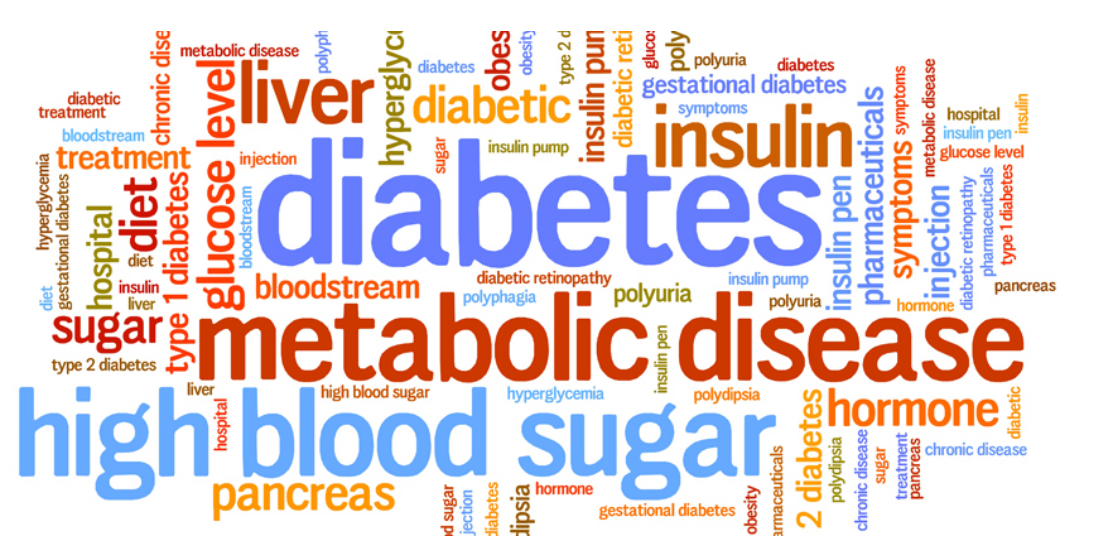 metabolic disease
liver
diabetes
polyuria
diabetes
gestational diabetes
diabetic
diabetic
treatment
symptoms
hospital
insulin pen
insulin
glucose level
bloodstream
treatment
injection
sugar
insulin pump
insulin
symptoms
metabolic disease
glucose level
hyperglycemia
gestational diabetes
hospital
diet
diet
type 1 diabetes
bloodstream
diabetes
insulin pen
pharmaceuticals
symptoms
injection
diabetic retinopathy
pharmaceuticals
type 1 diabetes
diet
insulin
liver
bloodstream
diabetic retinopathy
polyphagia
polyuria
insulin pump
polyuria
hormone
pancreas
sugar
type 2 diabetes
metabolic disease
insulin pen
liver
hospital
high blood sugar
hyperglycemia
polydipsia
high blood sugar
hormone
diabetic
2 diabetes
polydipsia
chronic disease
sugar
treatment
pancreas
chronic disease
pancreas
d sugar
jection
diabetes
dipsia
hormone
gestational diabetes
obesity
armaceuticals
chronic dise
polyph
hyperglyc
obes
obesity
type 2 d
insulin pun
diabetic reti
gluco
poly